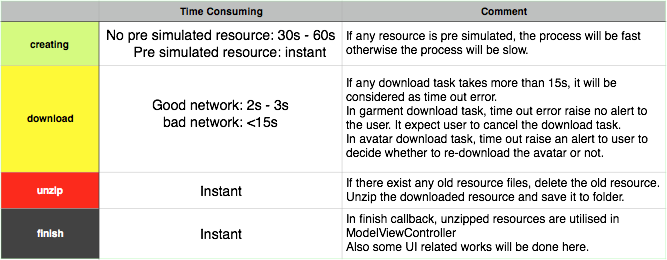 Time Consuming
Comment
creating
No pre simulated resource: 30s - 60s
Pre simulated resource: instant
If any resource is pre simulated, the process will be fast
otherwise the process will be slow.
download
Good network: 2s - 3s
bad network: <15s
If any download task takes more than 15s, it will be
considered as time out error.
In garment download task, time out error raise no alert to
the user. It expect user to cancel the download task.
In avatar download task, time out raise an alert to user to
decide whether to re-download the avatar or not.
unzip
Instant
If there exist any old resource files, delete the old resource.
Unzip the downloaded resource and save it to folder.
finish
Instant
In finish callback, unzipped resources are utilised in
ModelViewController
Also some UI related works will be done here.